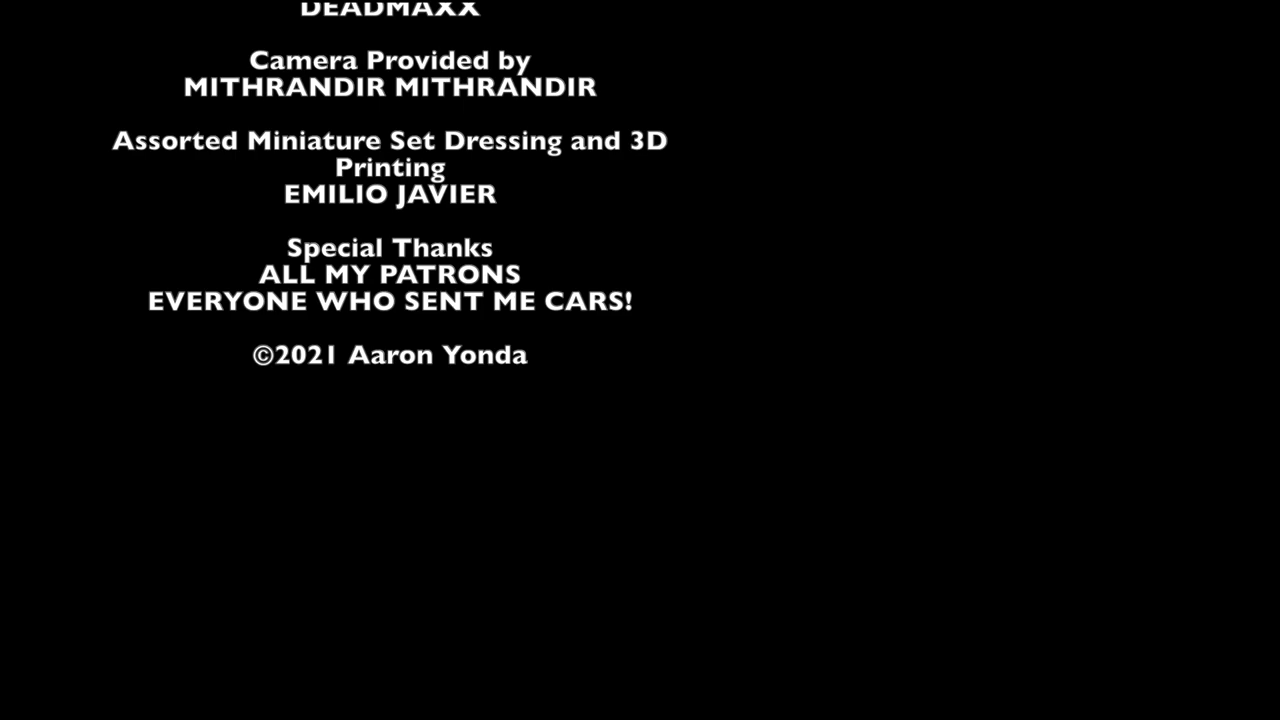 DEADMAXX
Camera Provided by
MITHRANDIR MITHRANDIR
Assorted Miniature Set Dressing and 3D
Printing
EMILIO JAVIER
Special Thanks
ALL MY PATRONS
EVERYONE WHO SENT ME CARS!
©2021 Aaron Yonda